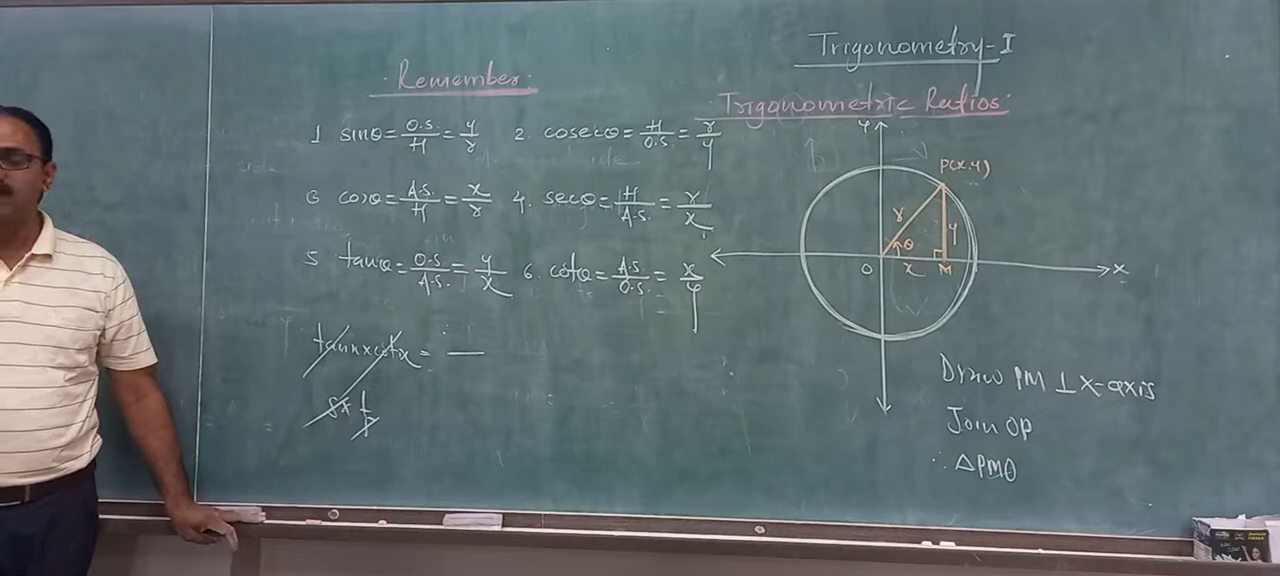 Trigonometry-I
Remember
Trigonometric Ratios
1 sinθ = O.S./H = y/r 2. cosecθ = H/O.S = r/y
3 cosθ = A.S./H = x/r 4. secθ = H/A.S. = r/x
5 tanθ = O.S/A.S. = y/x 6. cotθ = A.S/O.S. = x/y
Y
P(x,y)
r
y
θ
O
x
M
X
Draw PM ⊥ X-axis
Join OP
∴ △PMO